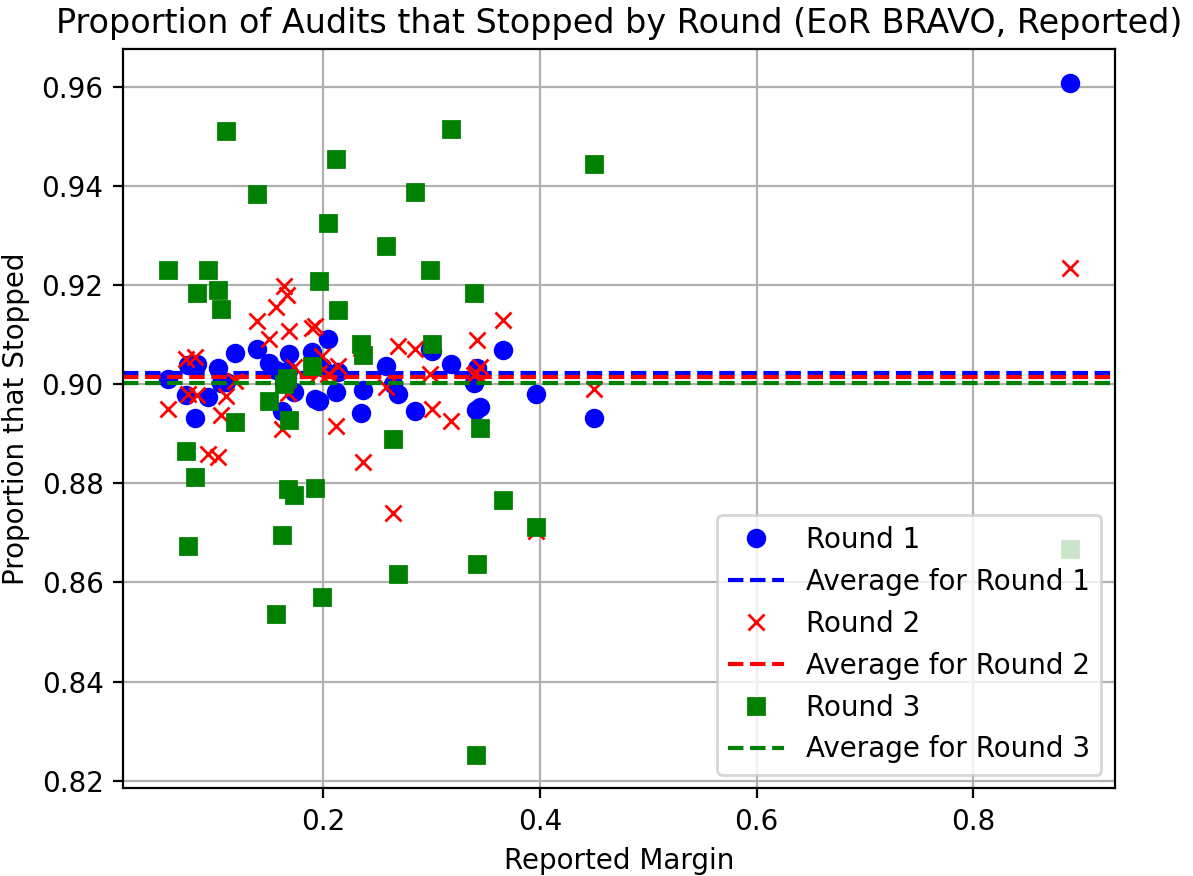 Proportion of Audits that Stopped by Round (EoR BRAVO, Reported)
Proportion that Stopped
0.96
0.94
0.92
0.90
0.88
0.86
0.84
0.82
Round 1
Average for Round 1
Round 2
Average for Round 2
Round 3
Average for Round 3
0.2 0.4 0.6 0.8
Reported Margin